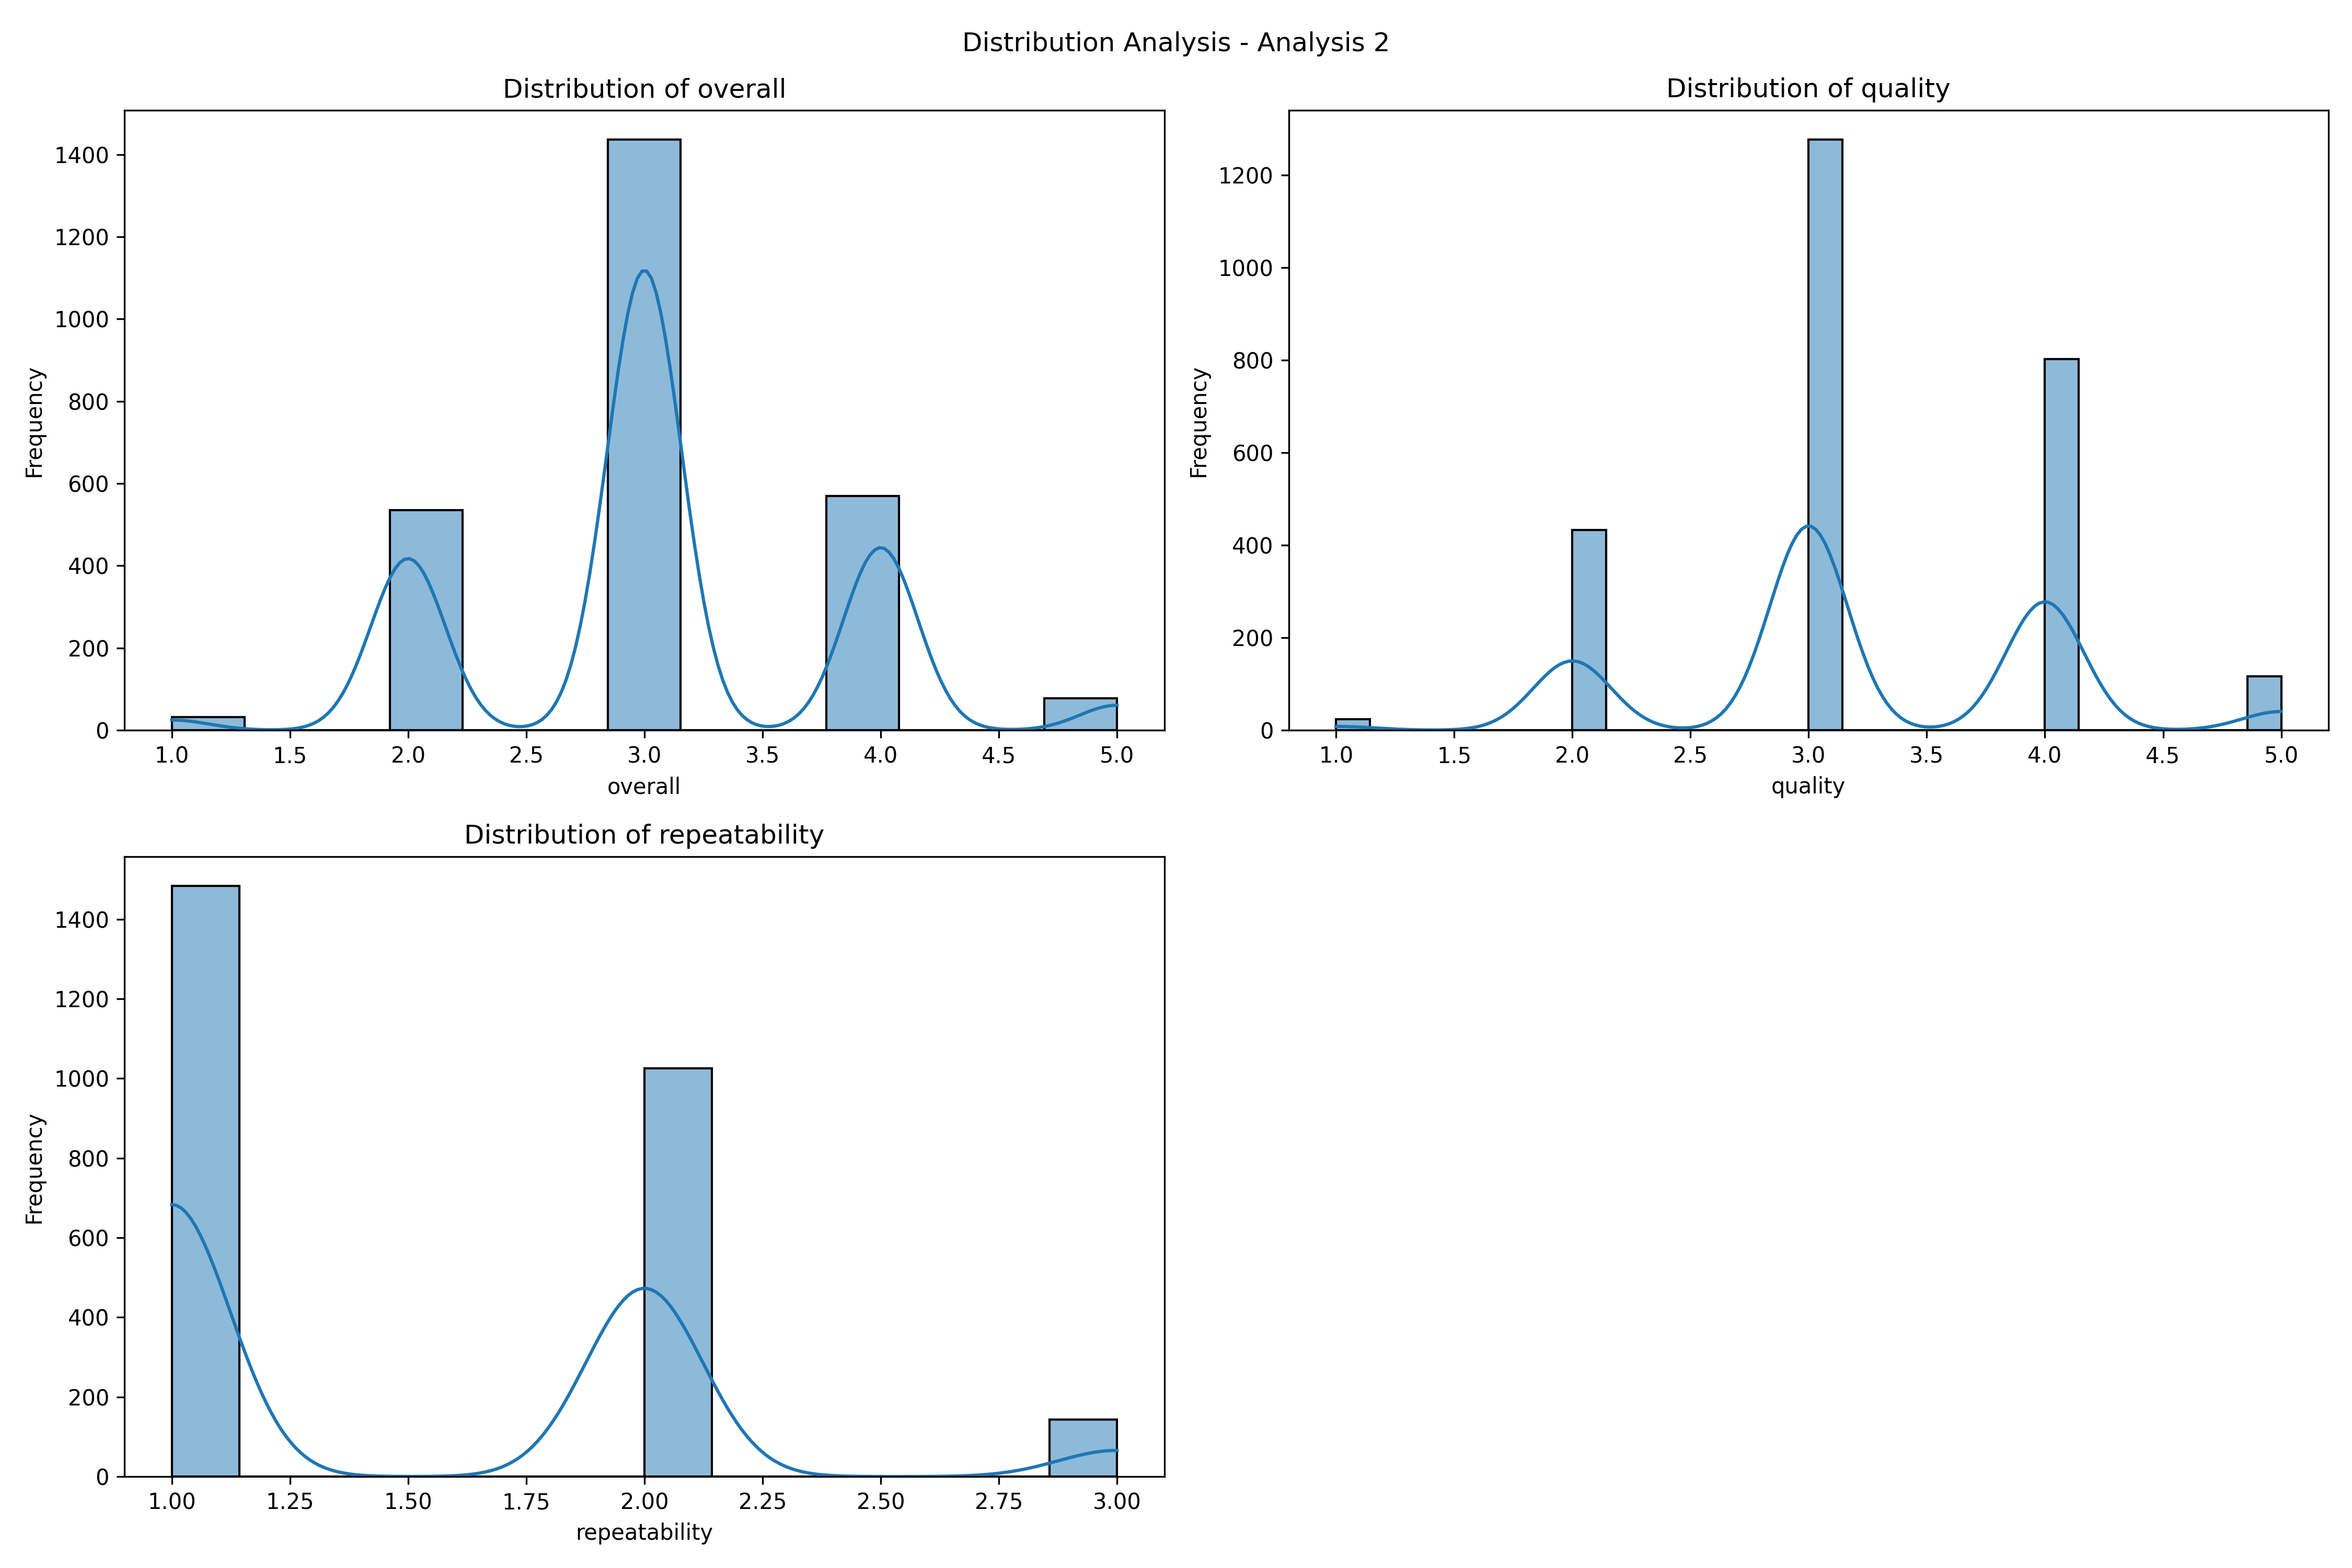 Distribution Analysis - Analysis 2
Distribution of overall
1400
1200
1000
800
600
400
200
0
Frequency
1.0 1.5 2.0 2.5 3.0 3.5 4.0 4.5 5.0
overall
Distribution of quality
1200
1000
800
600
400
200
0
Frequency
1.0 1.5 2.0 2.5 3.0 3.5 4.0 4.5 5.0
quality
Distribution of repeatability
1400
1200
1000
800
600
400
200
0
Frequency
1.00 1.25 1.50 1.75 2.00 2.25 2.50 2.75 3.00
repeatability